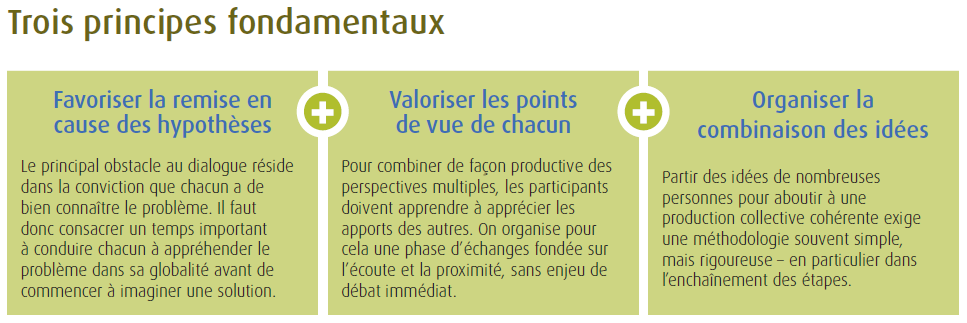 Trois principes fondamentaux
Favoriser la remise en
cause des hypothèses
Le principal obstacle au dialogue réside
dans la conviction que chacun a de
bien connaître le problème. Il faut
donc consacrer un temps important
à conduire chacun à appréhender le
problème dans sa globalité avant de
commencer à imaginer une solution.
Valoriser les points
de vue de chacun
Pour combiner de façon productive des
perspectives multiples, les participants
doivent apprendre à apprécier les
apports des autres. On organise pour
cela une phase d'échanges fondée sur
l'écoute et la proximité, sans enjeu de
débat immédiat.
Organiser la
combinaison des idées
Partir des idées de nombreuses
personnes pour aboutir à une
production collective cohérente exige
une méthodologie souvent simple,
mais rigoureuse – en particulier dans
l'enchaînement des étapes.